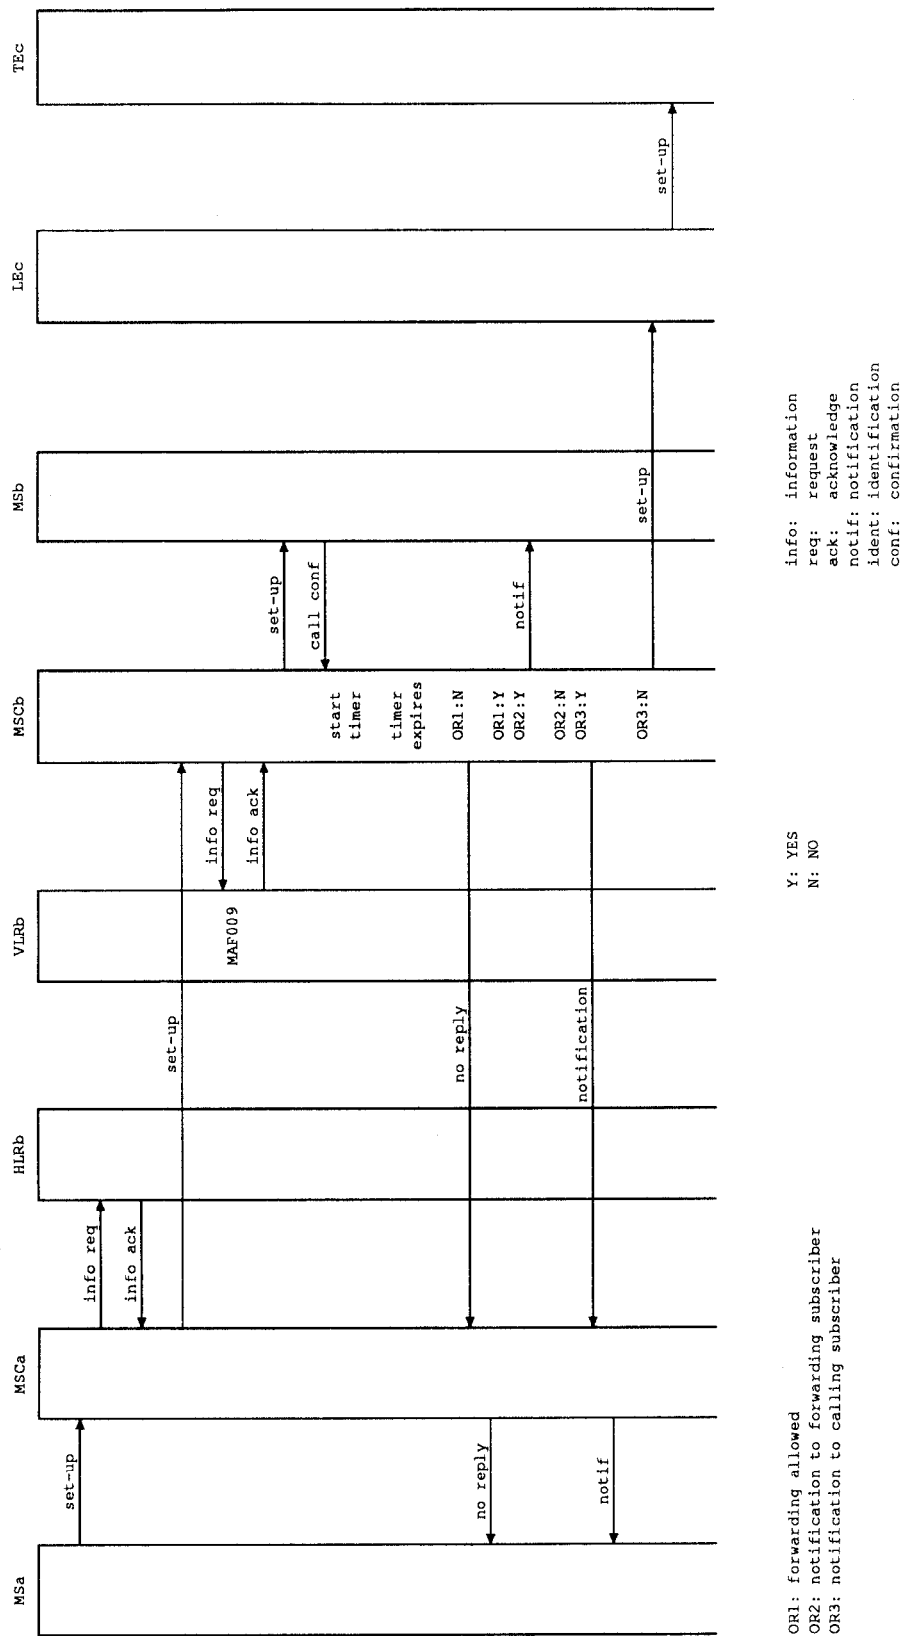 MSa
MSCa
HLRb
VLRb
MSCb
MSb
LEc
TEc
set-up
info req
info ack
set-up
info req
MAF009
info ack
set-up
call conf
start
timer
timer
expires
OR1:N
no reply
no reply
OR1:Y
OR2:Y
notif
OR2:N
OR3:Y
notification
notif
OR3:N
set-up
set-up
OR1: forwarding allowed
OR2: notification to forwarding subscriber
OR3: notification to calling subscriber
Y: YES
N: NO
info: information
req: request
ack: acknowledge
notif: notification
ident: identification
conf: confirmation